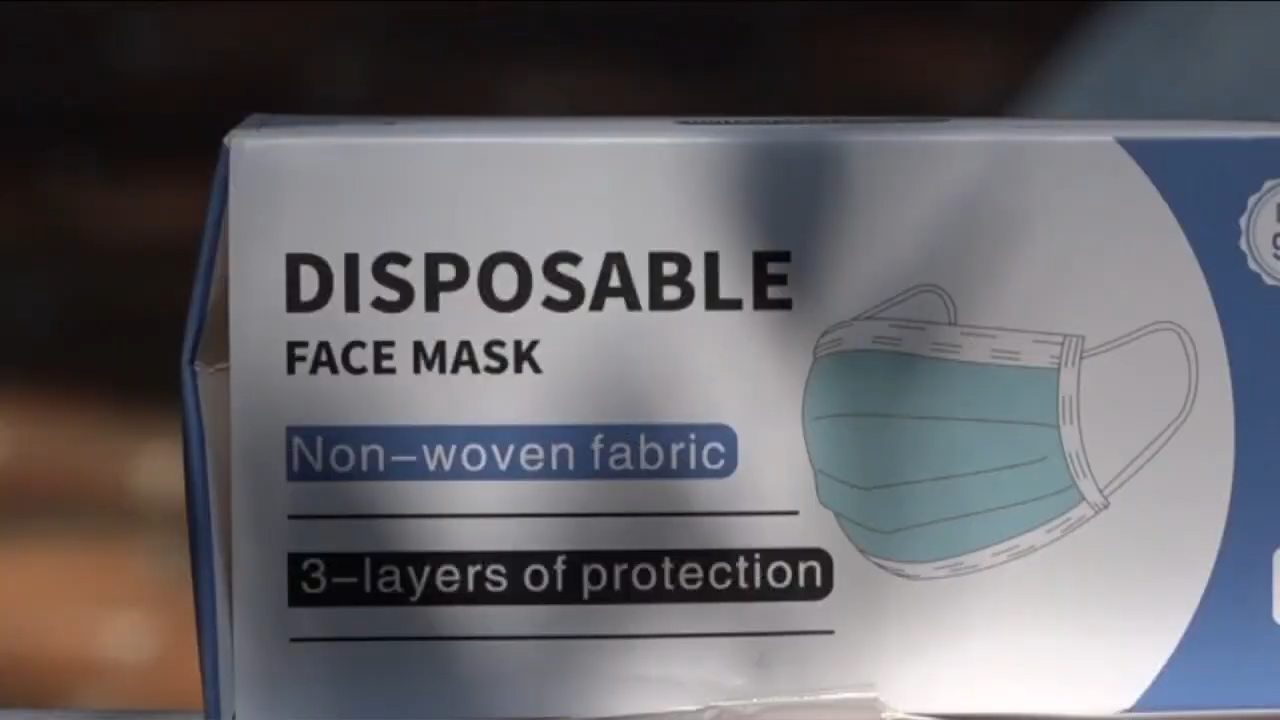 DISPOSABLE
FACE MASK
Non-woven fabric
3-layers of protection